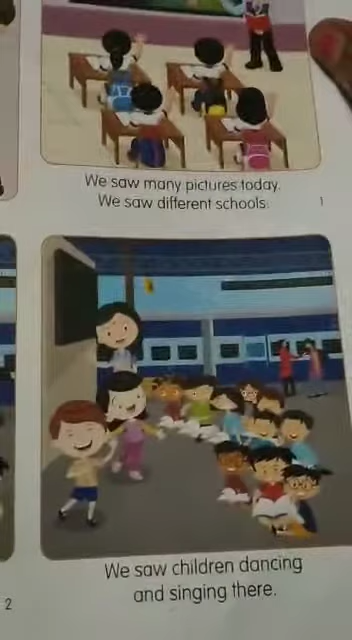 We saw many pictures today.
We saw different schools.
1
We saw children dancing
and singing there.
2